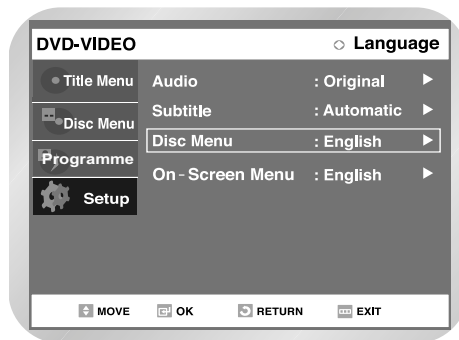 DVD-VIDEO Language
Title Menu
Disc Menu
Programme
Setup
Audio : Original
Subtitle : Automatic
Disc Menu : English
On-Screen Menu : English
MOVE OK RETURN EXIT